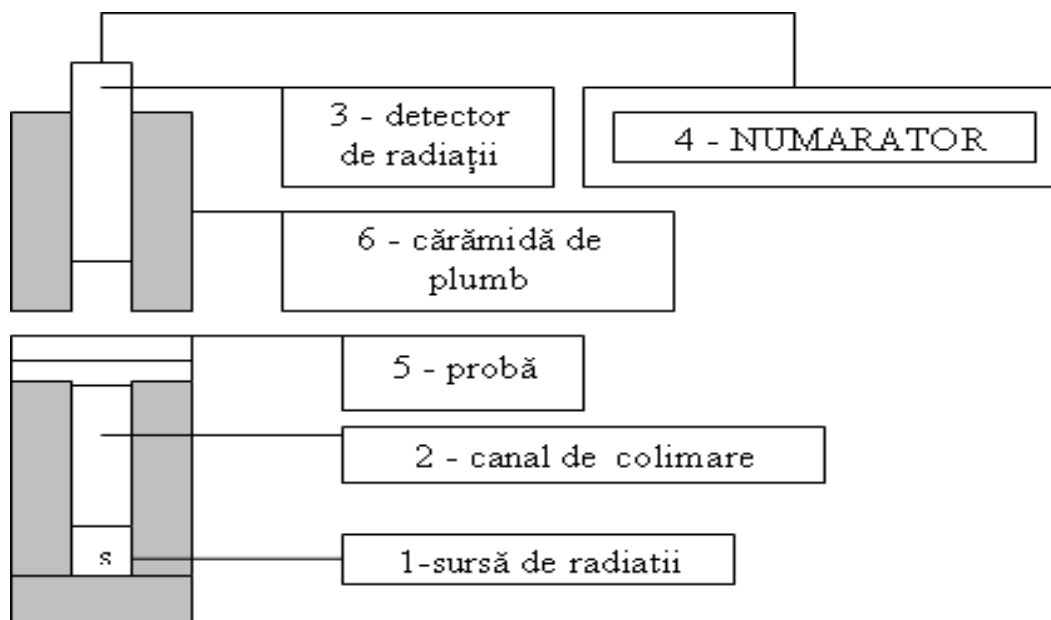 3 - detector
de radiaţii
4 - NUMARATOR
6 - cărămidă de
plumb
5 - probă
2 - canal de colimare
s
1-sursă de radiatii